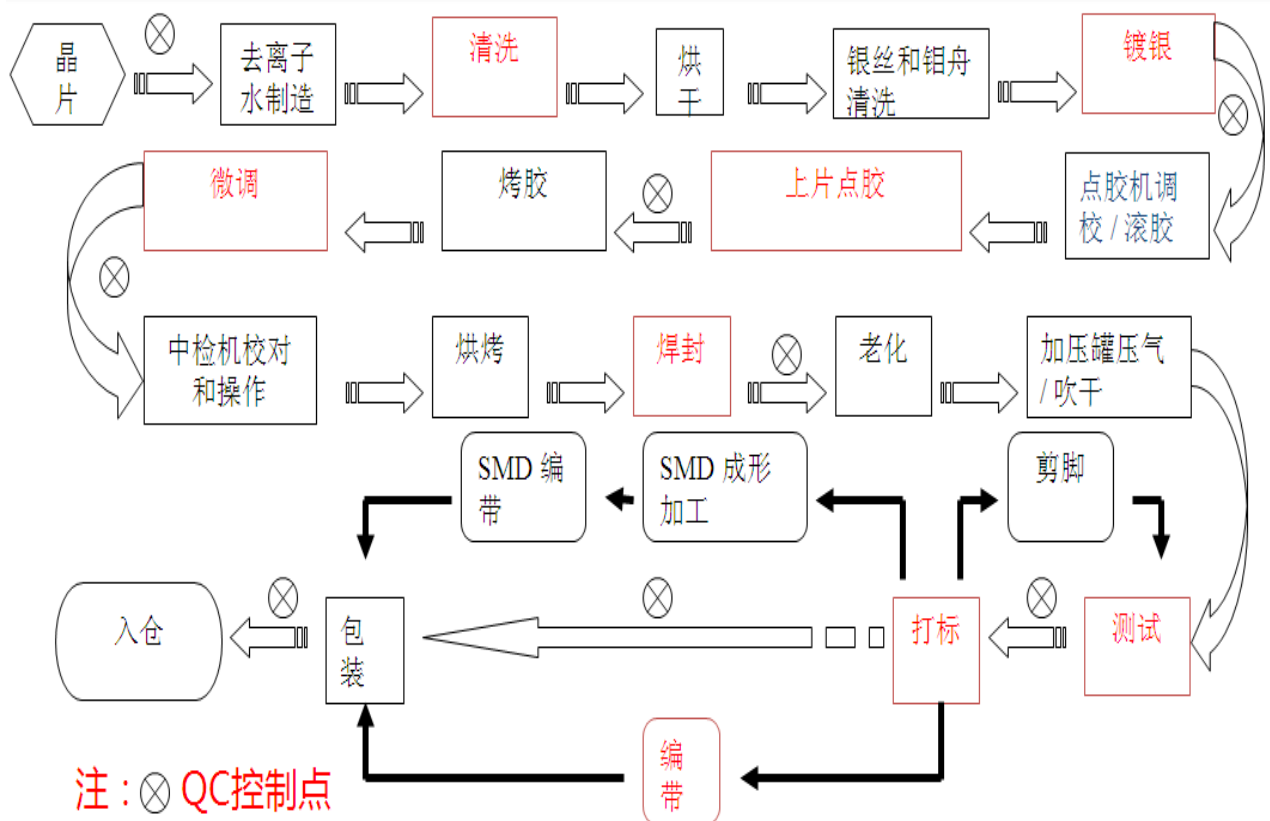 晶
片
去离子
水制造
清洗
烘
干
银丝和钼舟
清洗
镀银
微调
烤胶
上片点胶
点胶机调
校 / 滚胶
中检机校对
和操作
烘烤
焊封
老化
加压罐压气
/ 吹干
SMD 编
带
SMD 成形
加工
剪脚
入仓
包
装
打标
测试
编
带
注：⊗ QC控制点